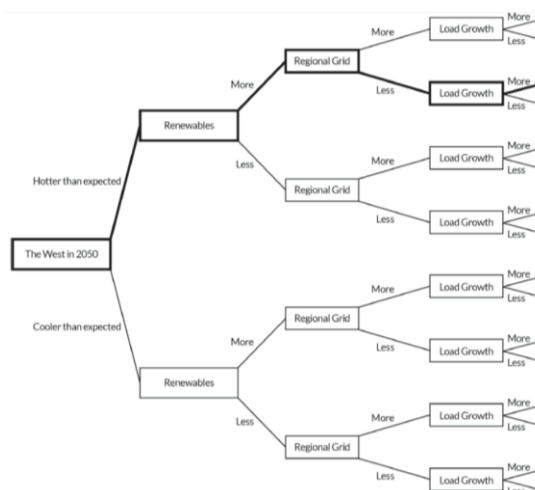 More
Load Growth
Less
More
Regional Grid
Less
More
Load Growth
Less
More
Renewables
Less
More
Load Growth
Less
More
Regional Grid
Less
More
Load Growth
Less
Hotter than expected
The West in 2050
Cooler than expected
More
Load Growth
Less
More
Regional Grid
Less
More
Load Growth
Less
More
Renewables
Less
More
Load Growth
Less
More
Regional Grid
Less
More
Load Growth
Less